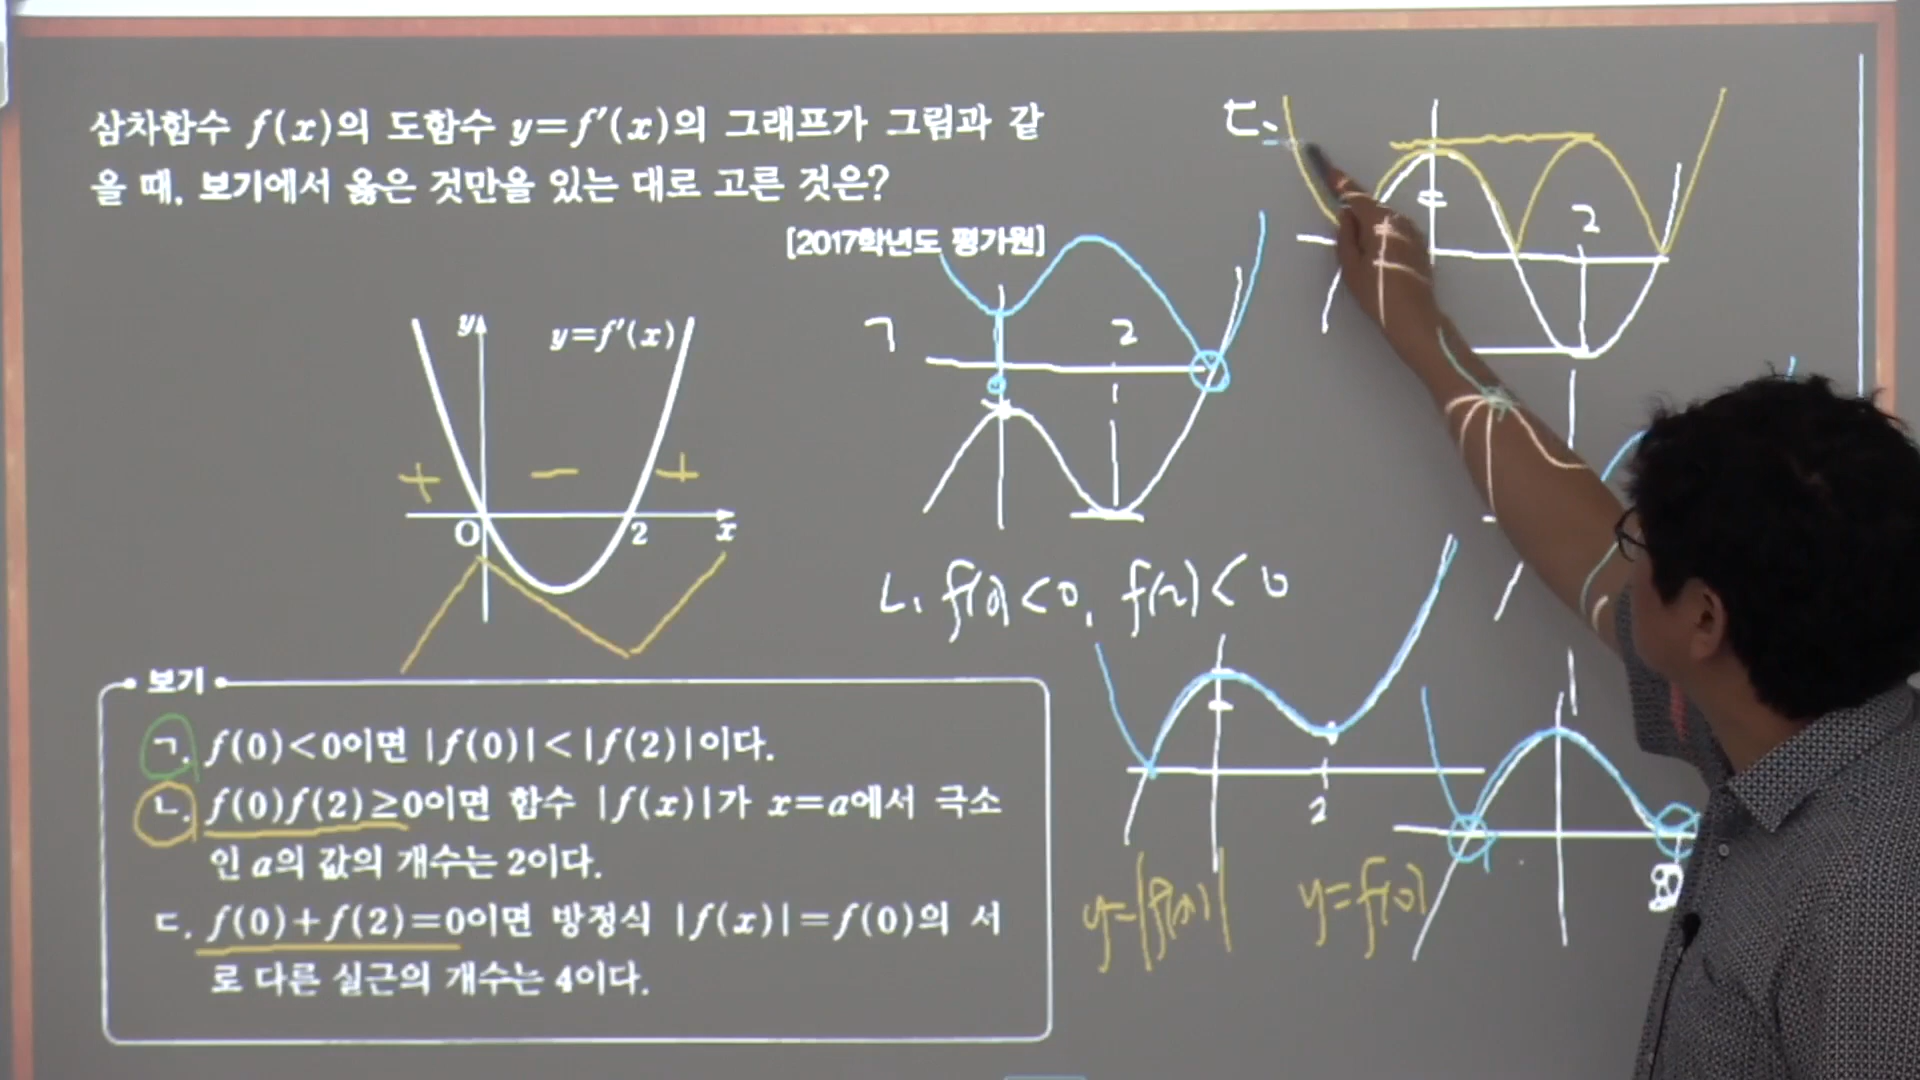 삼차함수 f(x)의 도함수 y=f'(x)의 그래프가 그림과 같
을 때, 보기에서 옳은 것만을 있는 대로 고른 것은?
[2017학년도 평가원]
y
y=f'(x)
+
−
+
O
2
x
보기
ㄱ. f(0)<0이면 |f(0)|<|f(2)|이다.
ㄴ. f(0)f(2)≥0이면 함수 |f(x)|가 x=a에서 극소
인 a의 값의 개수는 2이다.
ㄷ. f(0)+f(2)=0이면 방정식 |f(x)|=f(0)의 서
로 다른 실근의 개수는 4이다.
ㄱ
2
ㄷ.
2
ㄴ. f(0)<0, f(2)<0
2
y=|f(x)|
y=f(0)